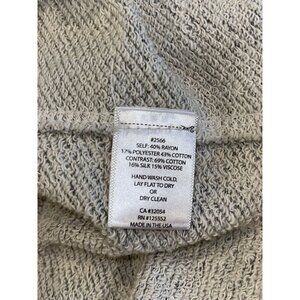 #2566
SELF: 40% RAYON
17% POLYESTER 43% COTTON
CONTRAST: 69% COTTON
16% SILK 15% VISCOSE
HAND WASH COLD,
LAY FLAT TO DRY
OR
DRY CLEAN
CA #32054
RN #125552
MADE IN THE USA